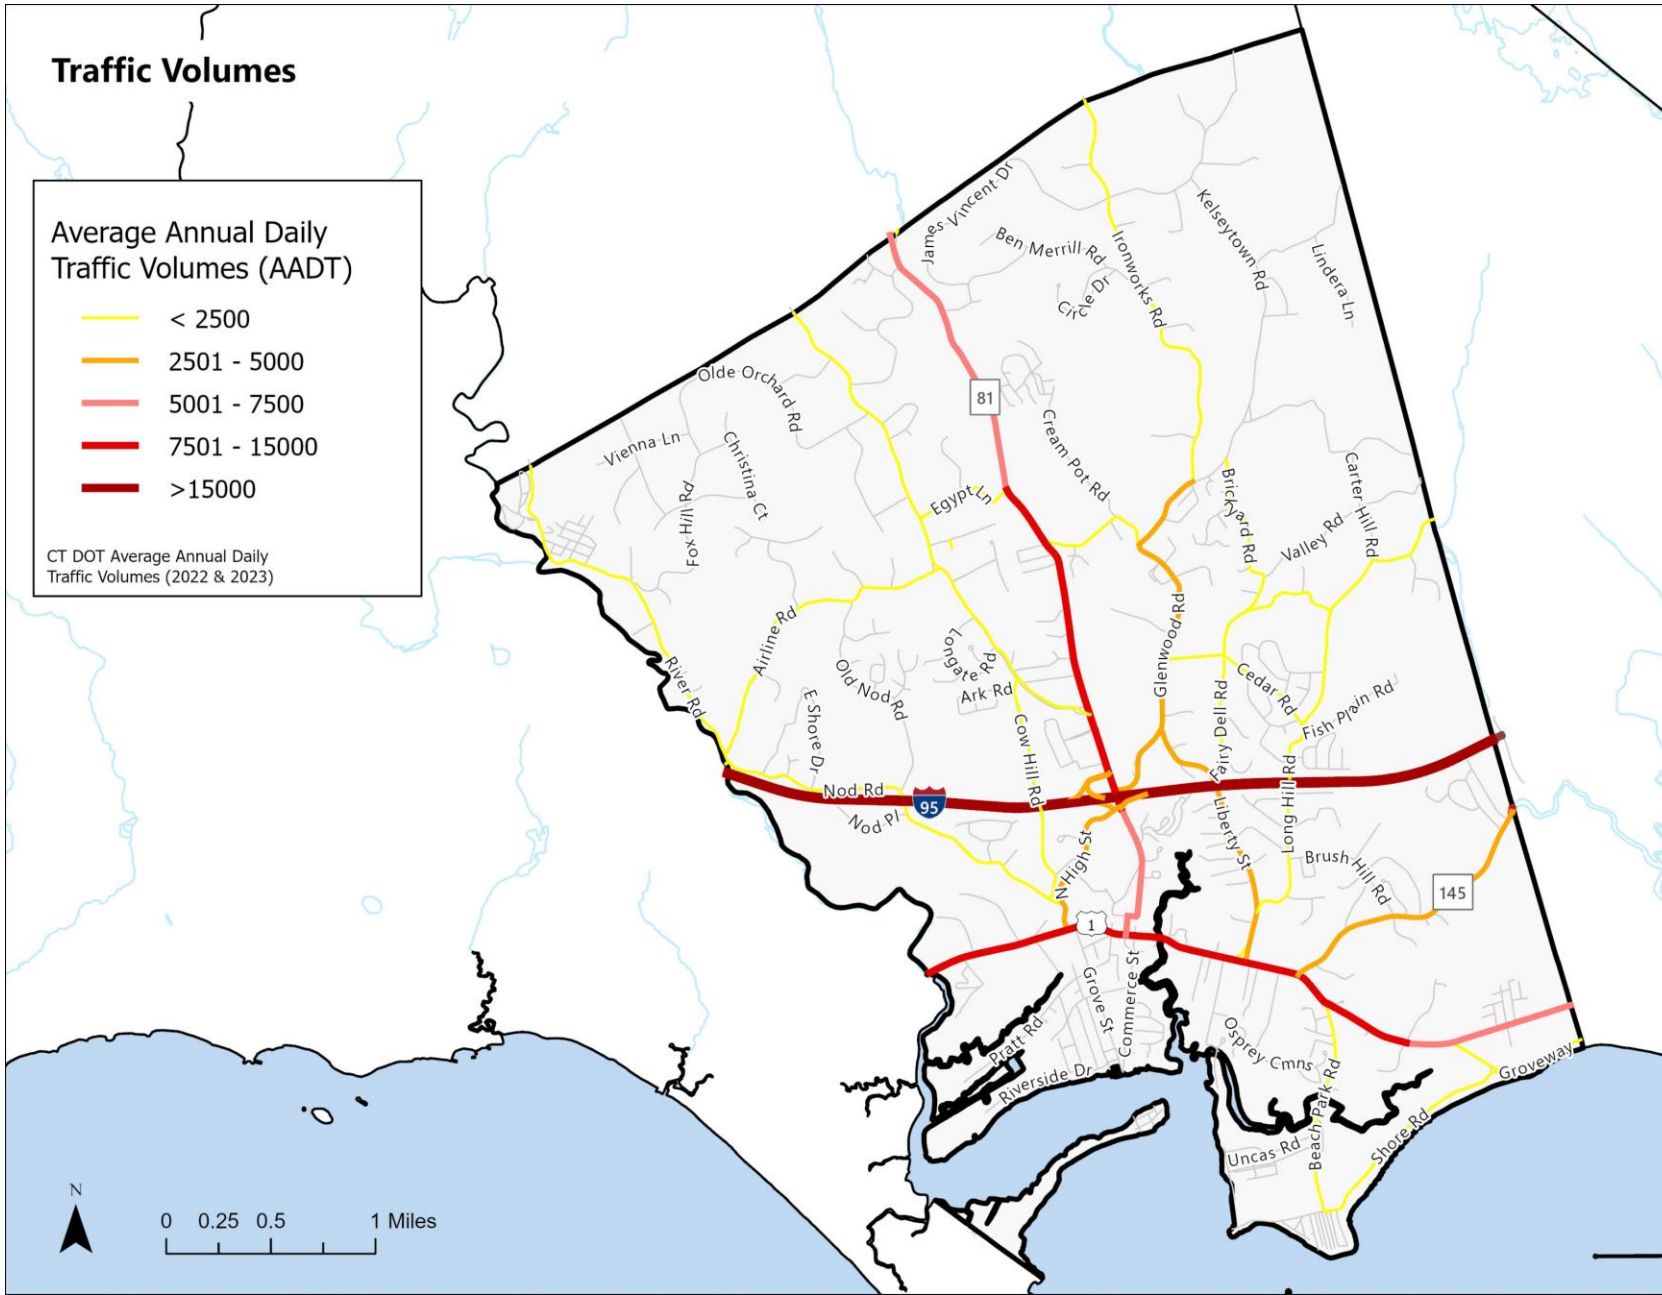 Traffic Volumes
Average Annual Daily
Traffic Volumes (AADT)
< 2500
2501 - 5000
5001 - 7500
7501 - 15000
>15000
CT DOT Average Annual Daily
Traffic Volumes (2022 & 2023)
James Vincent Dr
Ben Merrill Rd
Circle Dr
Ironworks Rd
Kelseytown Rd
Lindera Ln
Olde Orchard Rd
81
Vienna Ln
Christina Ct
Fox Hill Rd
Cream Pot Rd
Egypt Ln
Brickyard Rd
Valley Rd
Carter Hill Rd
Airline Rd
River Rd
Old Nod Rd
Longate Rd
Ark Rd
E Shore Dr
Cow Hill Rd
Glenwood Rd
Fairy Dell Rd
Cedar Rd
Fish Plain Rd
Long Hill Rd
Nod Rd
95
Nod Pl
N High St
Liberty St
Brush Hill Rd
145
1
Grove St
Commerce St
Pratt Rd
Riverside Dr
Osprey Cmns
Beach Park Rd
Groveway
Shore Rd
Uncas Rd
N
0 0.25 0.5 1 Miles